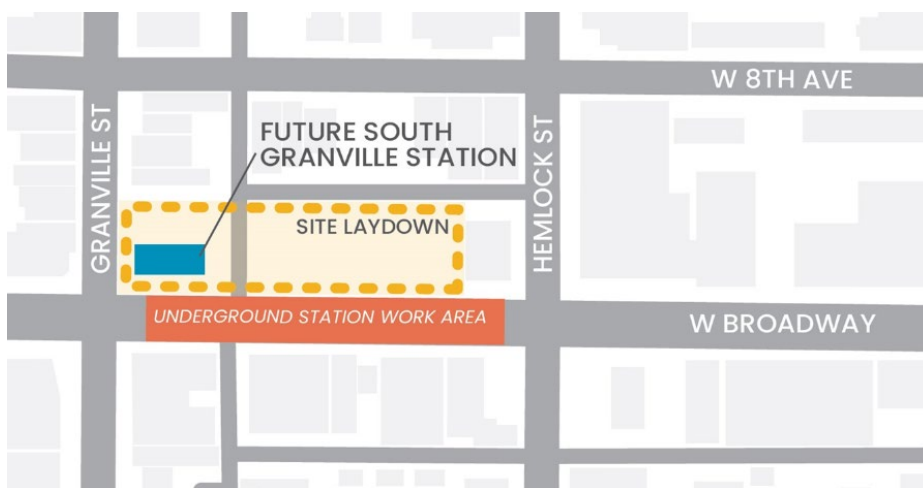 W 8TH AVE
FUTURE SOUTH
GRANVILLE STATION
GRANVILLE ST
HEMLOCK ST
SITE LAYDOWN
UNDERGROUND STATION WORK AREA
W BROADWAY